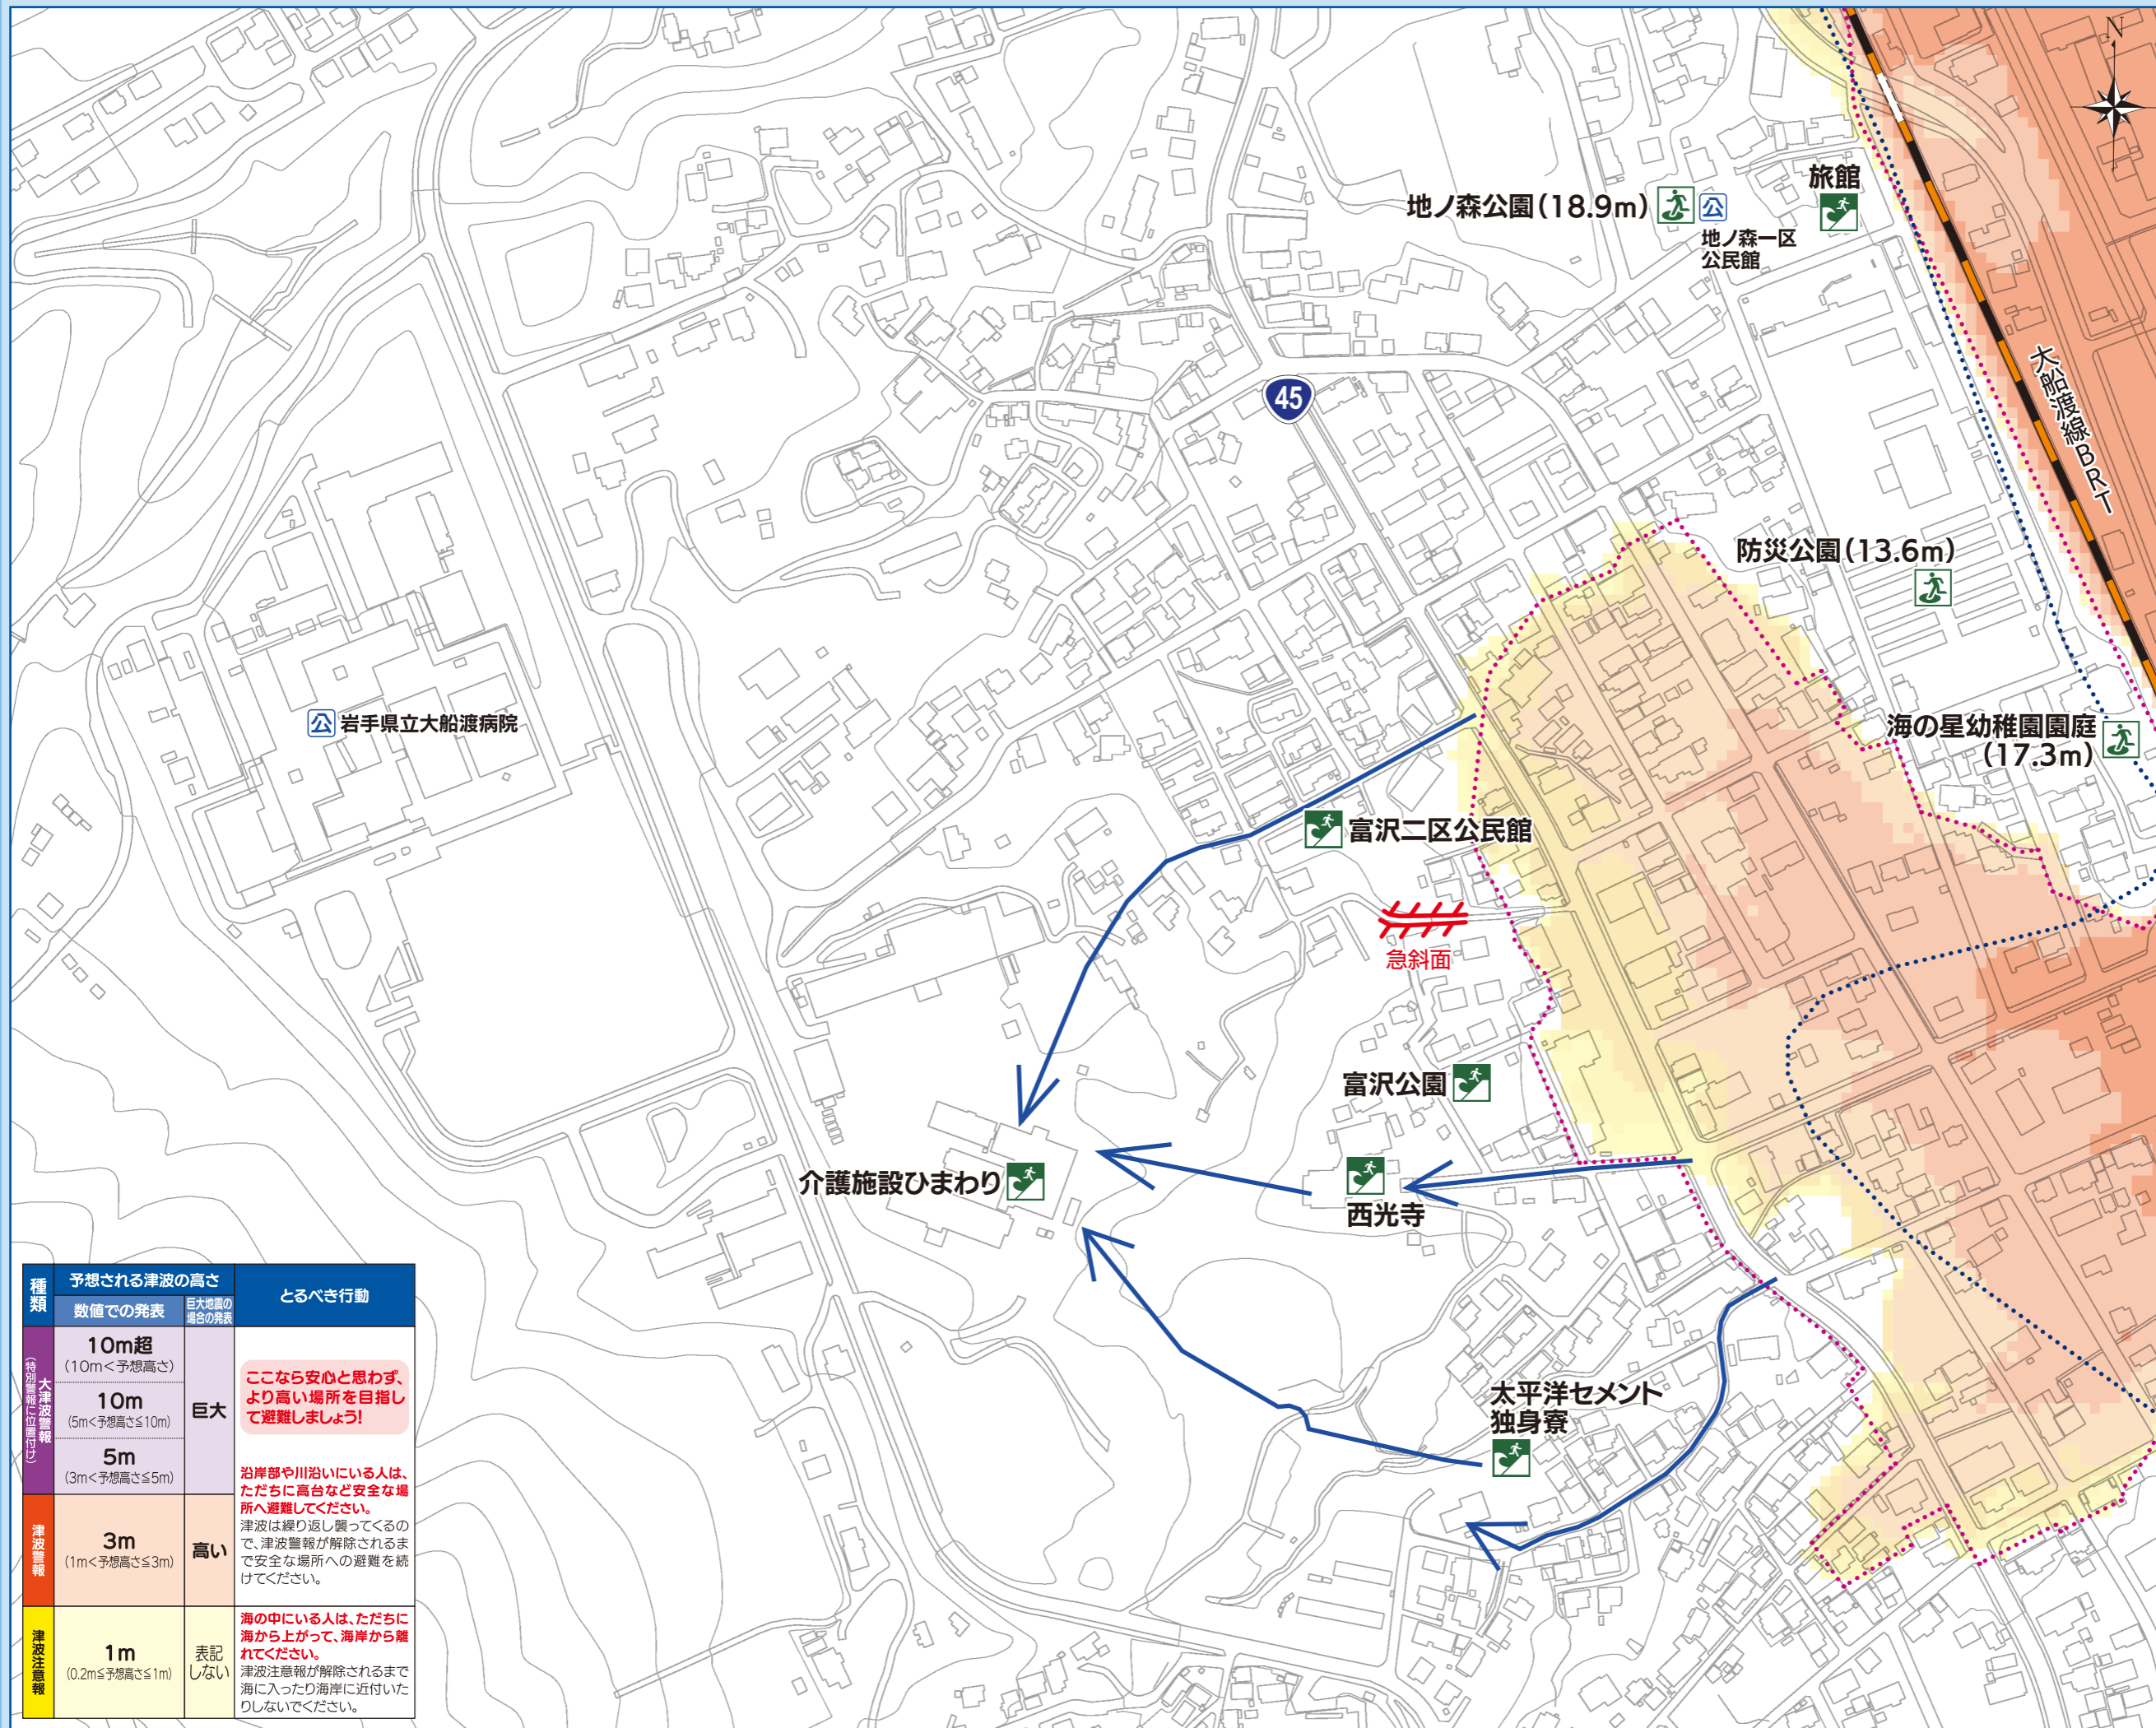 N
旅館
地ノ森公園(18.9m)
公
地ノ森一区
公民館
大船渡線BRT
45
防災公園(13.6m)
海の星幼稚園園庭
(17.3m)
公 岩手県立大船渡病院
富沢二区公民館
急斜面
富沢公園
介護施設ひまわり
西光寺
太平洋セメント
独身寮
種類
予想される津波の高さ
数値での発表
巨大地震の
場合の発表
とるべき行動
大津波警報
(特別警報に位置付け)
10m超
(10m<予想高さ)
10m
(5m<予想高さ≦10m)
5m
(3m<予想高さ≦5m)
巨大
ここなら安心と思わず、
より高い場所を目指し
て避難しましょう!
沿岸部や川沿いにいる人は、
ただちに高台など安全な場
所へ避難してください。
津波は繰り返し襲ってくるの
で、津波警報が解除されるま
で安全な場所への避難を続
けてください。
津波警報
3m
(1m<予想高さ≦3m)
高い
津波注意報
1m
(0.2m≦予想高さ≦1m)
表記
しない
海の中にいる人は、ただちに
海から上がって、海岸から離
れてください。
津波注意報が解除されるまで
海に入ったり海岸に近付いた
りしないでください。